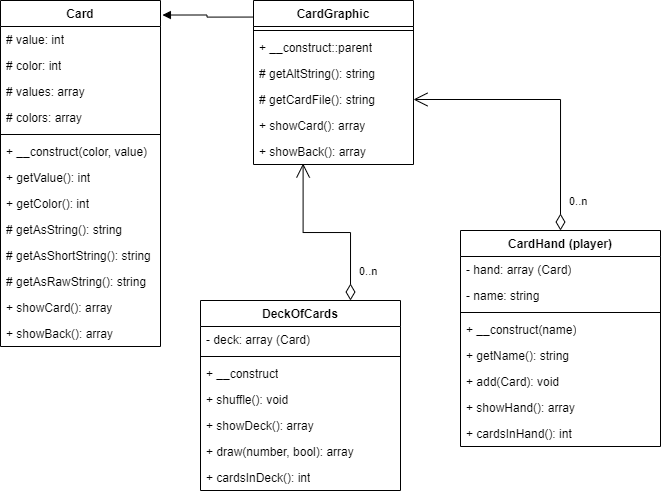 Card
# value: int
# color: int
# values: array
# colors: array
+ __construct(color, value)
+ getValue(): int
+ getColor(): int
# getAsString(): string
# getAsShortString(): string
# getAsRawString(): string
+ showCard(): array
+ showBack(): array
CardGraphic
+ __construct::parent
# getAltString(): string
# getCardFile(): string
+ showCard(): array
+ showBack(): array
0..n
DeckOfCards
- deck: array (Card)
+ __construct
+ shuffle(): void
+ showDeck(): array
+ draw(number, bool): array
+ cardsInDeck(): int
0..n
CardHand (player)
- hand: array (Card)
- name: string
+ __construct(name)
+ getName(): string
+ add(Card): void
+ showHand(): array
+ cardsInHand(): int